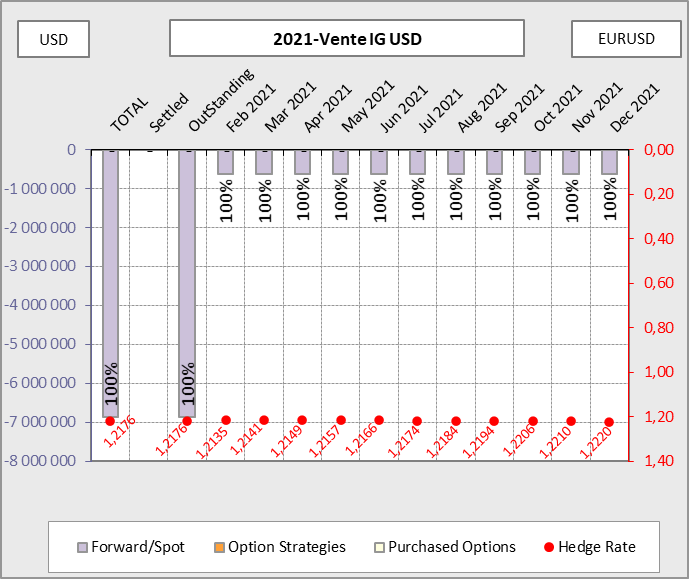 USD
2021-Vente IG USD
EURUSD
TOTAL
Settled
OutStanding
Feb 2021
Mar 2021
Apr 2021
May 2021
Jun 2021
Jul 2021
Aug 2021
Sep 2021
Oct 2021
Nov 2021
Dec 2021
0
-1 000 000
-2 000 000
-3 000 000
-4 000 000
-5 000 000
-6 000 000
-7 000 000
-8 000 000
0,00
0,20
0,40
0,60
0,80
1,00
1,20
1,40
100%
100%
100%
100%
100%
100%
100%
100%
100%
100%
100%
100%
100%
1,2176
1,2176
1,2135
1,2141
1,2149
1,2157
1,2166
1,2174
1,2184
1,2194
1,2206
1,2210
1,2220
Forward/Spot
Option Strategies
Purchased Options
Hedge Rate